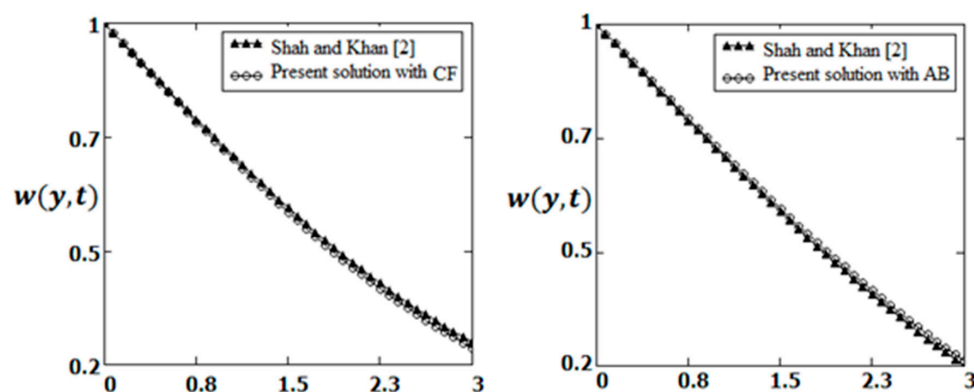 1
Shah and Khan [2]
Present solution with CF
0.7
w(y,t)
0.5
0.2
0 0.8 1.5 2.3 3
1
Shah and Khan [2]
Present solution with AB
0.7
w(y,t)
0.5
0.2
0 0.8 1.5 2.3 3